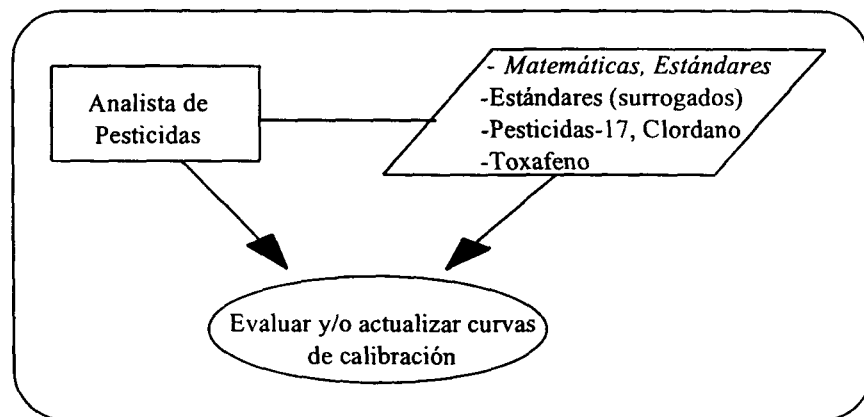 Analista de
Pesticidas
- Matemáticas, Estándares
-Estándares (surrogados)
-Pesticidas-17, Clordano
-Toxafeno
Evaluar y/o actualizar curvas
de calibración